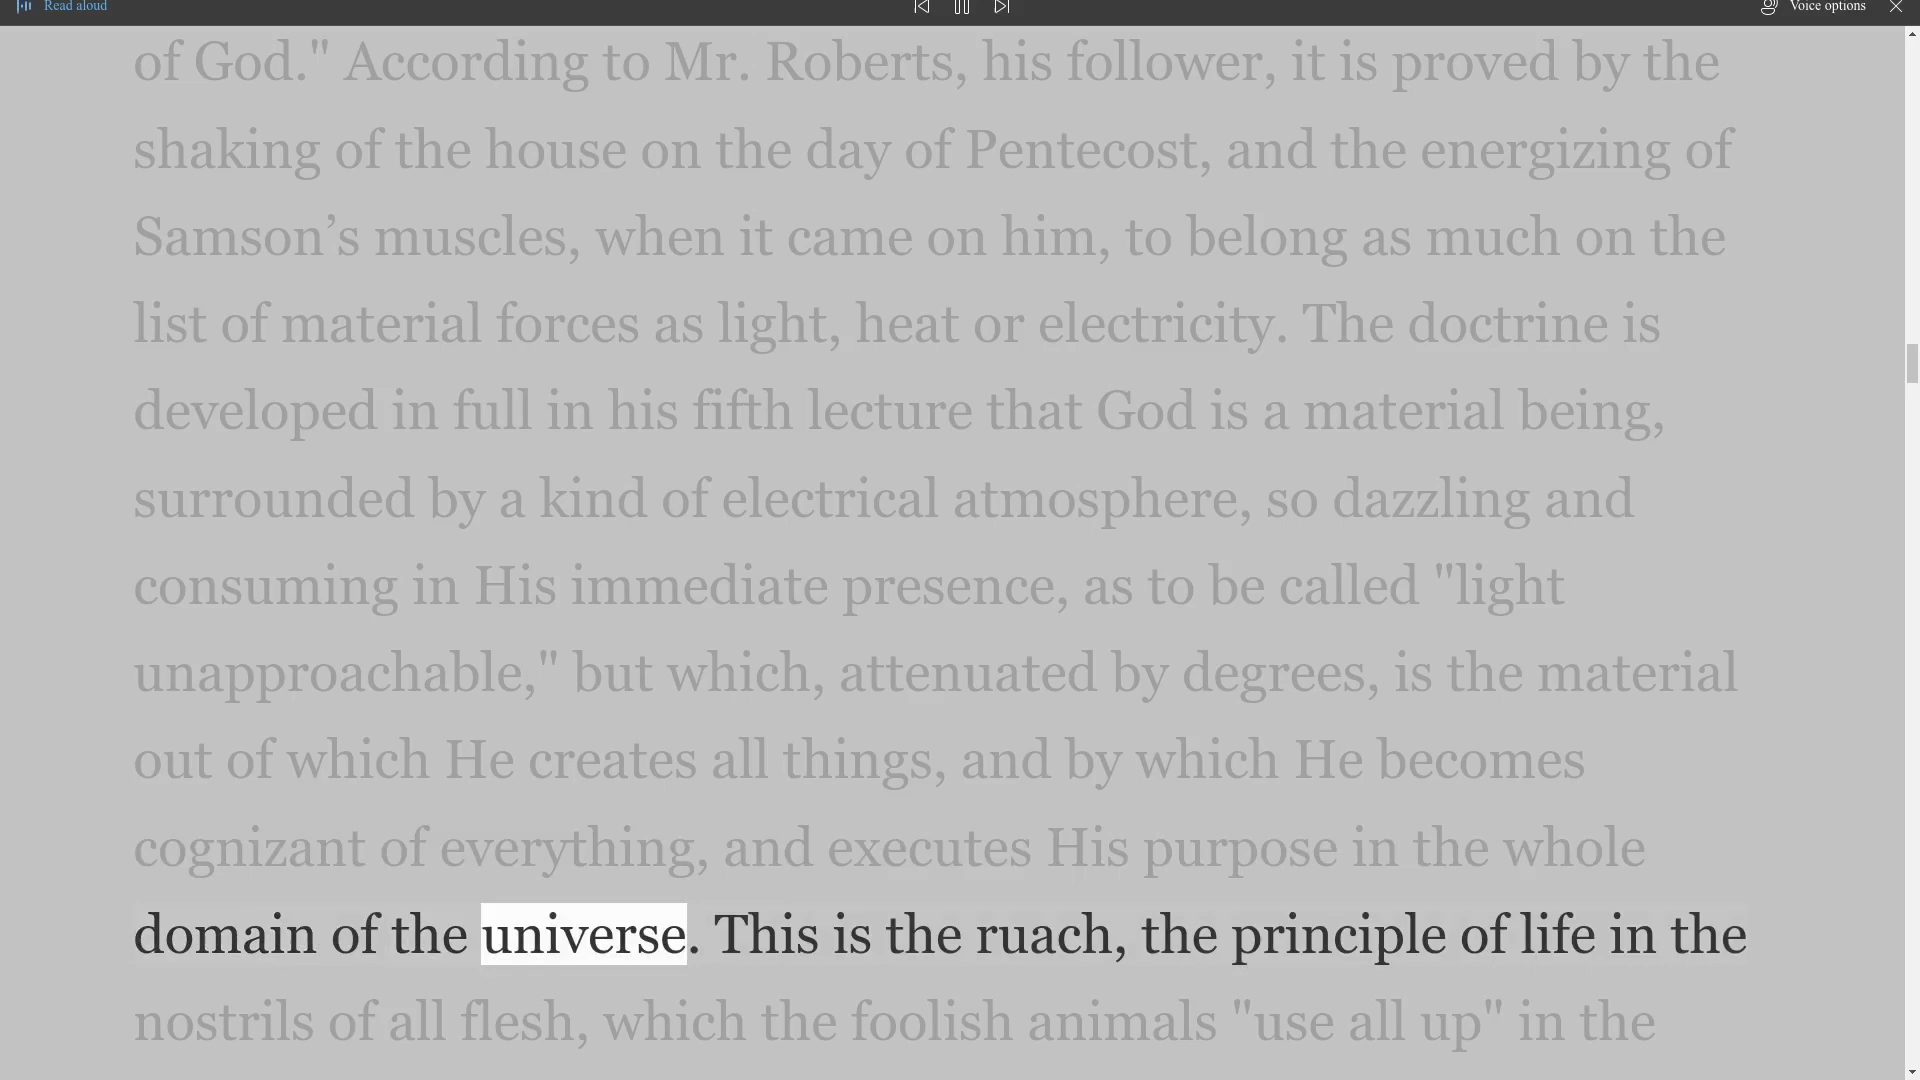 Read aloud
Voice options
of God." According to Mr. Roberts, his follower, it is proved by the
shaking of the house on the day of Pentecost, and the energizing of
Samson’s muscles, when it came on him, to belong as much on the
list of material forces as light, heat or electricity. The doctrine is
developed in full in his fifth lecture that God is a material being,
surrounded by a kind of electrical atmosphere, so dazzling and
consuming in His immediate presence, as to be called "light
unapproachable," but which, attenuated by degrees, is the material
out of which He creates all things, and by which He becomes
cognizant of everything, and executes His purpose in the whole
domain of the universe. This is the ruach, the principle of life in the
nostrils of all flesh, which the foolish animals "use all up" in the